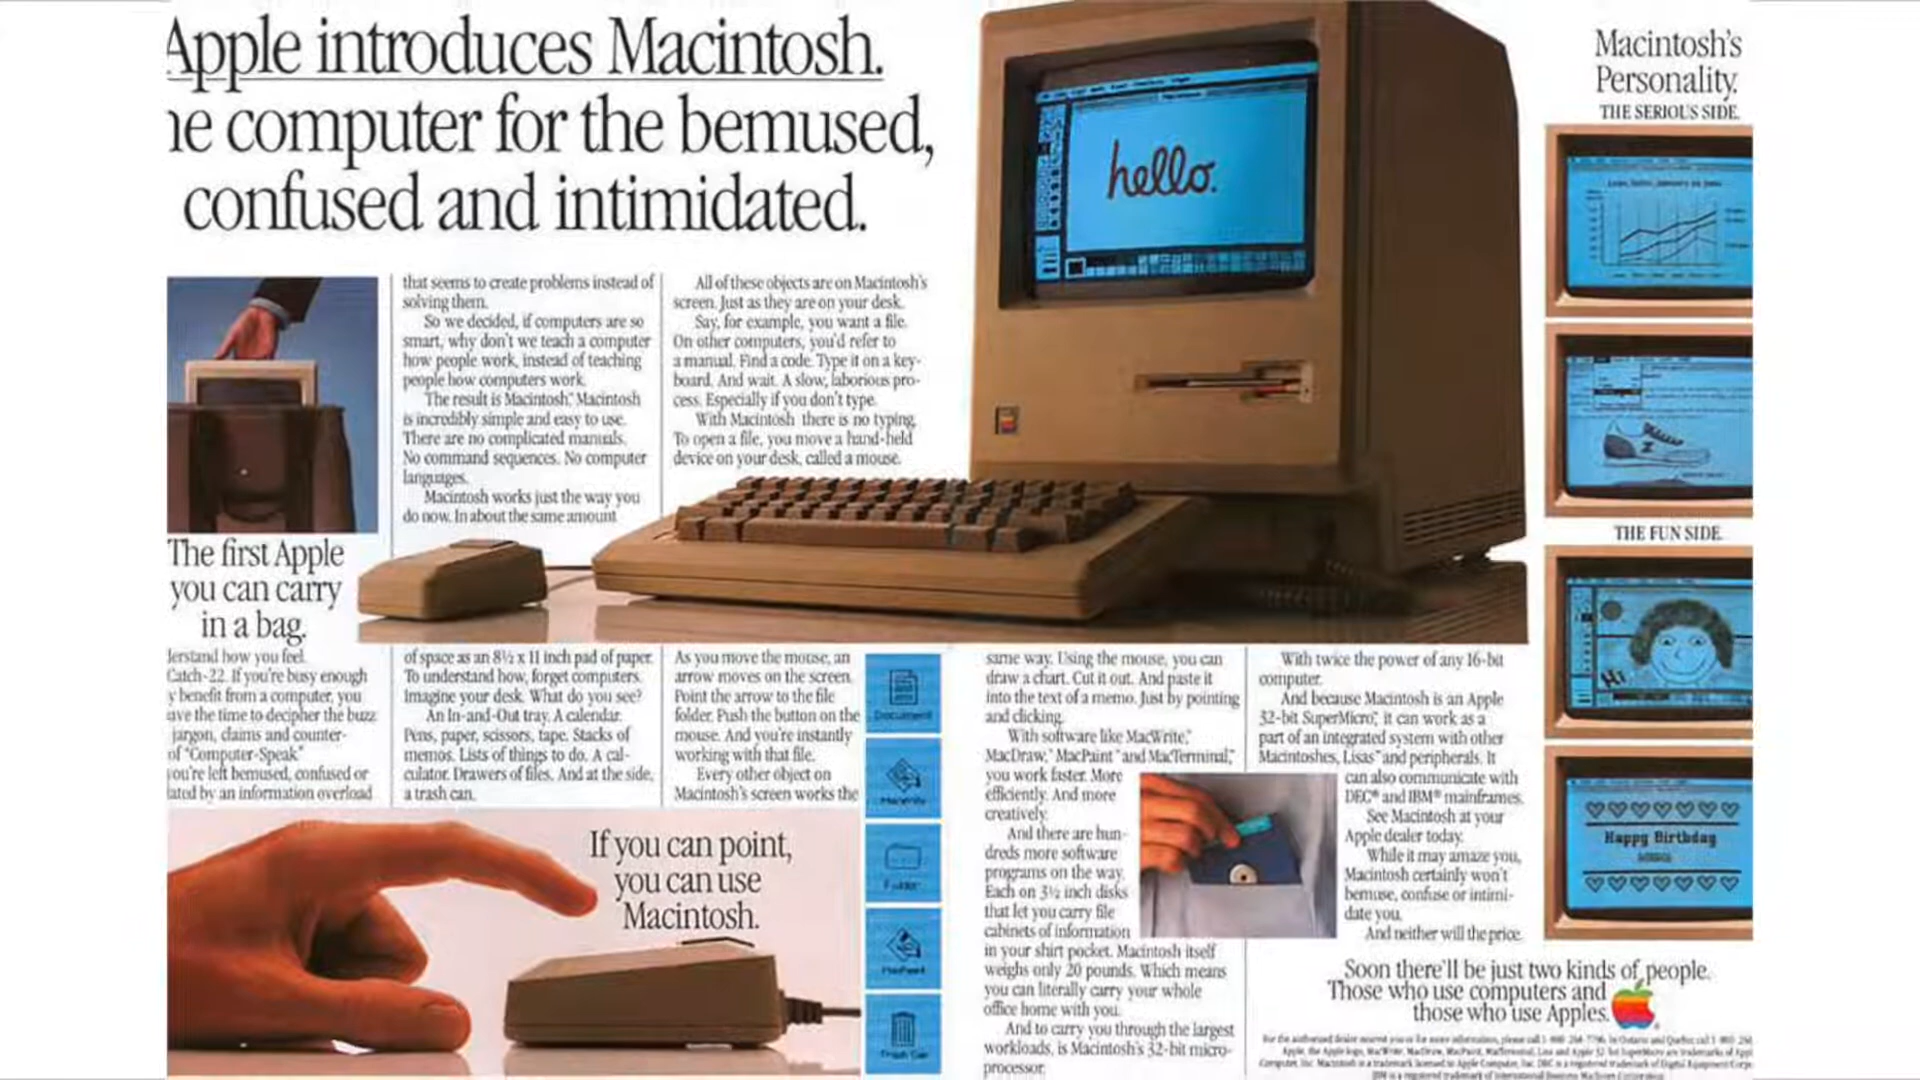 Apple introduces Macintosh.
he computer for the bemused,
confused and intimidated.
The first Apple
you can carry
in a bag.
lerstand how you feel.
Catch-22. If you're busy enough
y benefit from a computer, you
ave the time to decipher the buzz
jargon, claims and counter-
of "Computer-Speak."
you're left bemused, confused or
lated by an information overload
that seems to create problems instead of
solving them.
So we decided, if computers are so
smart, why don't we teach a computer
how people work, instead of teaching
people how computers work.
The result is Macintosh.™ Macintosh
is incredibly simple and easy to use.
There are no complicated manuals.
No command sequences. No computer
languages.
Macintosh works just the way you
do now. In about the same amount
of space as an 8½ x 11 inch pad of paper.
To understand how, forget computers.
Imagine your desk. What do you see?
An In-and-Out tray. A calendar.
Pens, paper, scissors, tape. Stacks of
memos. Lists of things to do. A cal-
culator. Drawers of files. And at the side,
a trash can.
All of these objects are on Macintosh's
screen. Just as they are on your desk.
Say, for example, you want a file.
On other computers, you'd refer to
a manual. Find a code. Type it on a key-
board. And wait. A slow, laborious pro-
cess. Especially if you don't type.
With Macintosh there is no typing.
To open a file, you move a hand-held
device on your desk, called a mouse.
As you move the mouse, an
arrow moves on the screen.
Point the arrow to the file
folder. Push the button on the
mouse. And you're instantly
working with that file.
Every other object on
Macintosh's screen works the
same way. Using the mouse, you can
draw a chart. Cut it out. And paste it
into the text of a memo. Just by pointing
and clicking.
With software like MacWrite,™
MacDraw,™ MacPaint™ and MacTerminal,™
you work faster. More
efficiently. And more
creatively.
And there are hun-
dreds more software
programs on the way.
Each on 3½ inch disks
that let you carry file
cabinets of information
in your shirt pocket. Macintosh itself
weighs only 20 pounds. Which means
you can literally carry your whole
office home with you.
And to carry you through the largest
workloads, is Macintosh's 32-bit micro-
processor.
With twice the power of any 16-bit
computer.
And because Macintosh is an Apple
32-bit SuperMicro,™ it can work as a
part of an integrated system with other
Macintoshes, Lisas™ and peripherals. It
can also communicate with
DEC® and IBM® mainframes.
See Macintosh at your
Apple dealer today.
While it may amaze you,
Macintosh certainly won't
bemuse, confuse or intimi-
date you.
And neither will the price.
If you can point,
you can use
Macintosh.
Document
MacWrite
Folder
MacPaint
Trash Can
hello.
Macintosh's
Personality.
THE SERIOUS SIDE.
THE FUN SIDE.
Hi
Happy Birthday
Soon there'll be just two kinds of people.
Those who use computers and
those who use Apples.